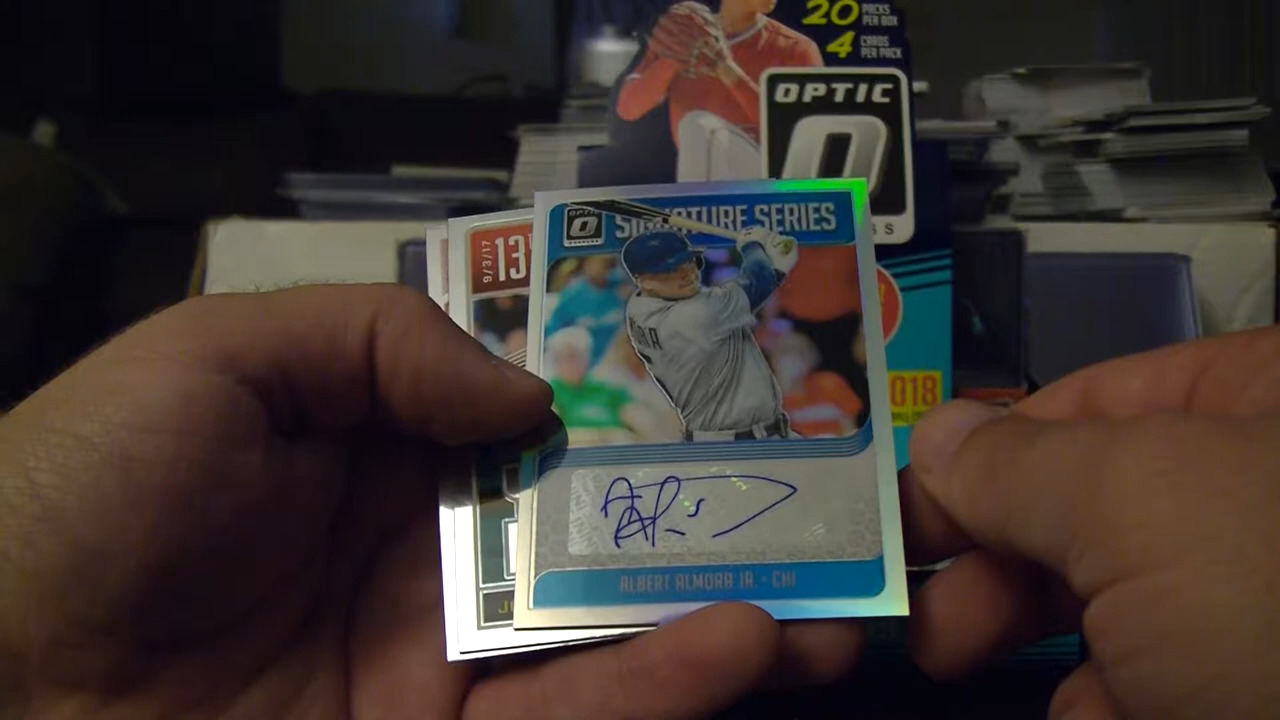 20 PACKS
PER BOX
4 CARDS
PER PACK
OPTIC
O
S S
OPTIC
SIGNATURE SERIES
9/3/17
13
2018
ALBERT ALMORA JR. - CHI